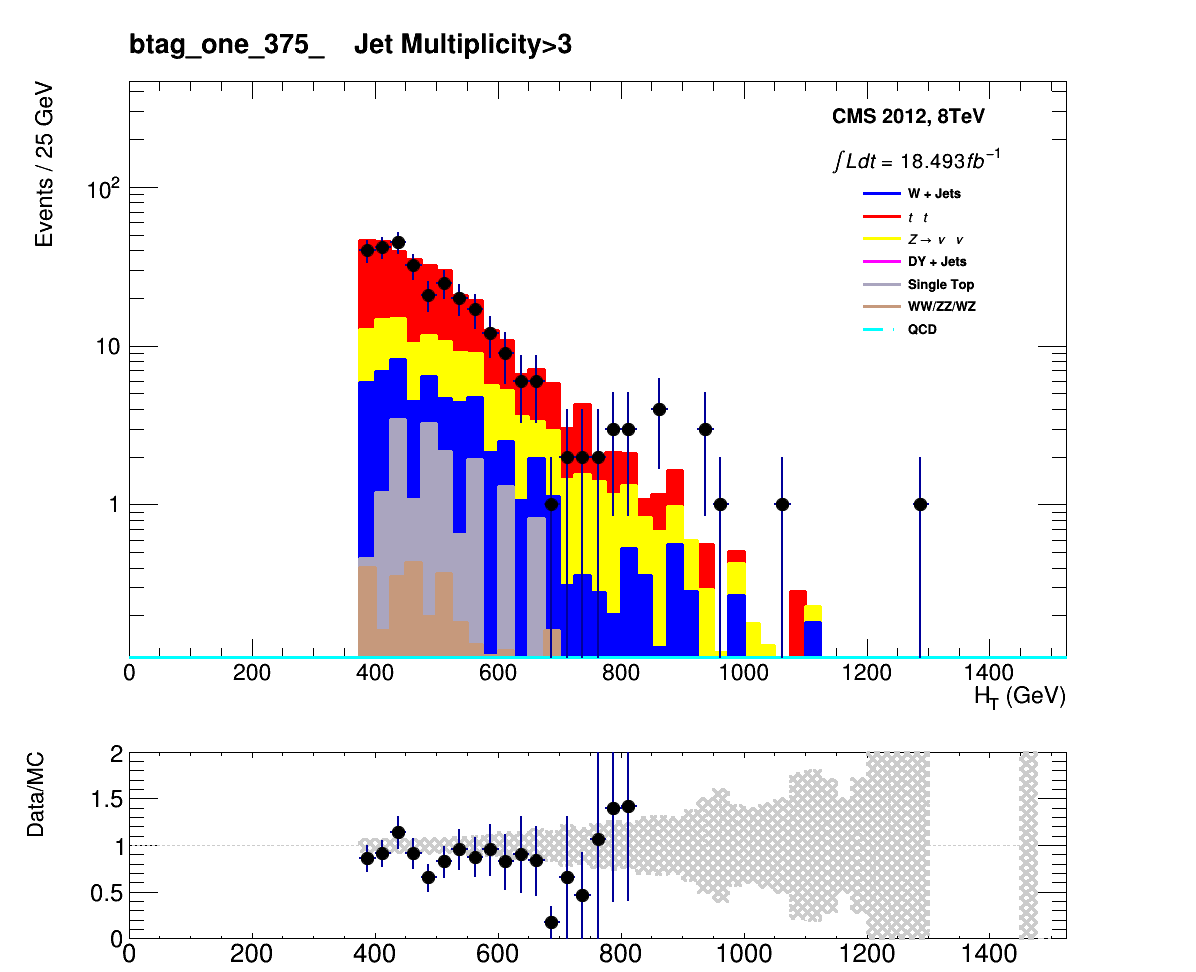 btag_one_375_ Jet Multiplicity>3
Events / 25 GeV
CMS 2012, 8TeV
∫Ldt = 18.493fb⁻¹
W + Jets
t t
Z → ν ν
DY + Jets
Single Top
WW/ZZ/WZ
QCD
10²
10
1
0 200 400 600 800 1000 1200 1400
H_T (GeV)
Data/MC
2
1.5
1
0.5
0
0 200 400 600 800 1000 1200 1400